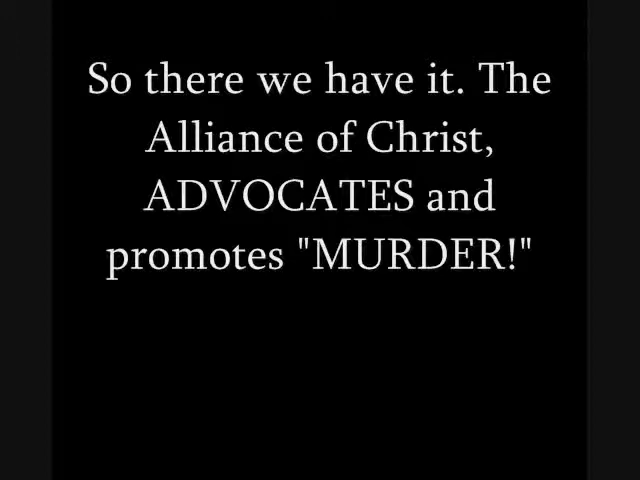 So there we have it. The
Alliance of Christ,
ADVOCATES and
promotes "MURDER!"